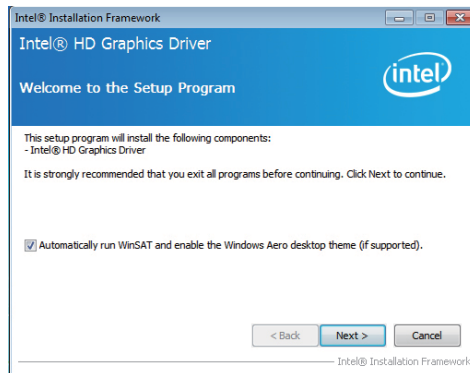 Intel® Installation Framework
Intel® HD Graphics Driver
Welcome to the Setup Program
(intel)
This setup program will install the following components:
- Intel® HD Graphics Driver
It is strongly recommended that you exit all programs before continuing. Click Next to continue.
Automatically run WinSAT and enable the Windows Aero desktop theme (if supported).
< Back
Next >
Cancel
Intel® Installation Framework